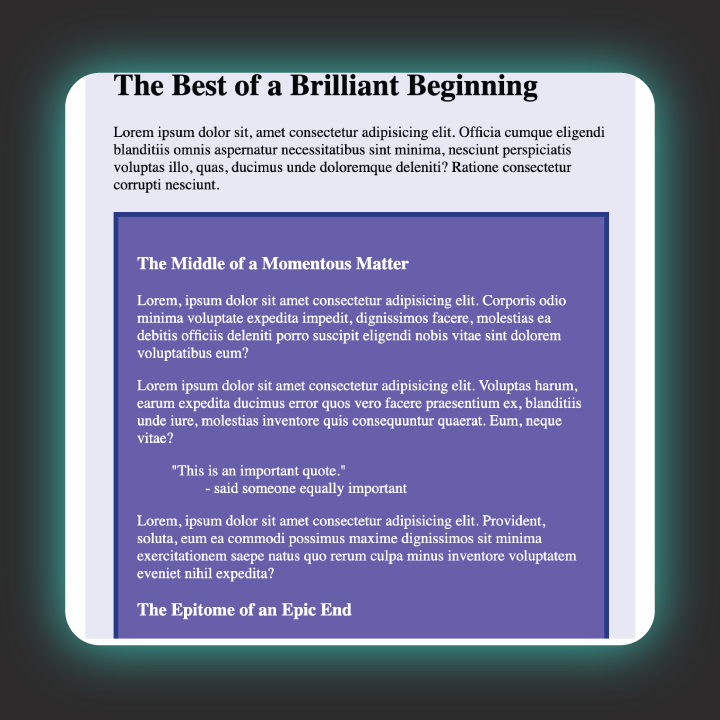 The Best of a Brilliant Beginning
Lorem ipsum dolor sit, amet consectetur adipisicing elit. Officia cumque eligendi
blanditiis omnis aspernatur necessitatibus sint minima, nesciunt perspiciatis
voluptas illo, quas, ducimus unde doloremque deleniti? Ratione consectetur
corrupti nesciunt.
The Middle of a Momentous Matter
Lorem, ipsum dolor sit amet consectetur adipisicing elit. Corporis odio
minima voluptate expedita impedit, dignissimos facere, molestias ea
debitis officiis deleniti porro suscipit eligendi nobis vitae sint dolorem
voluptatibus eum?
Lorem ipsum dolor sit amet consectetur adipisicing elit. Voluptas harum,
earum expedita ducimus error quos vero facere praesentium ex, blanditiis
unde iure, molestias inventore quis consequuntur quaerat. Eum, neque
vitae?
"This is an important quote."
- said someone equally important
Lorem, ipsum dolor sit amet consectetur adipisicing elit. Provident,
soluta, eum ea commodi possimus maxime dignissimos sit minima
exercitationem saepe natus quo rerum culpa minus inventore voluptatem
eveniet nihil expedita?
The Epitome of an Epic End